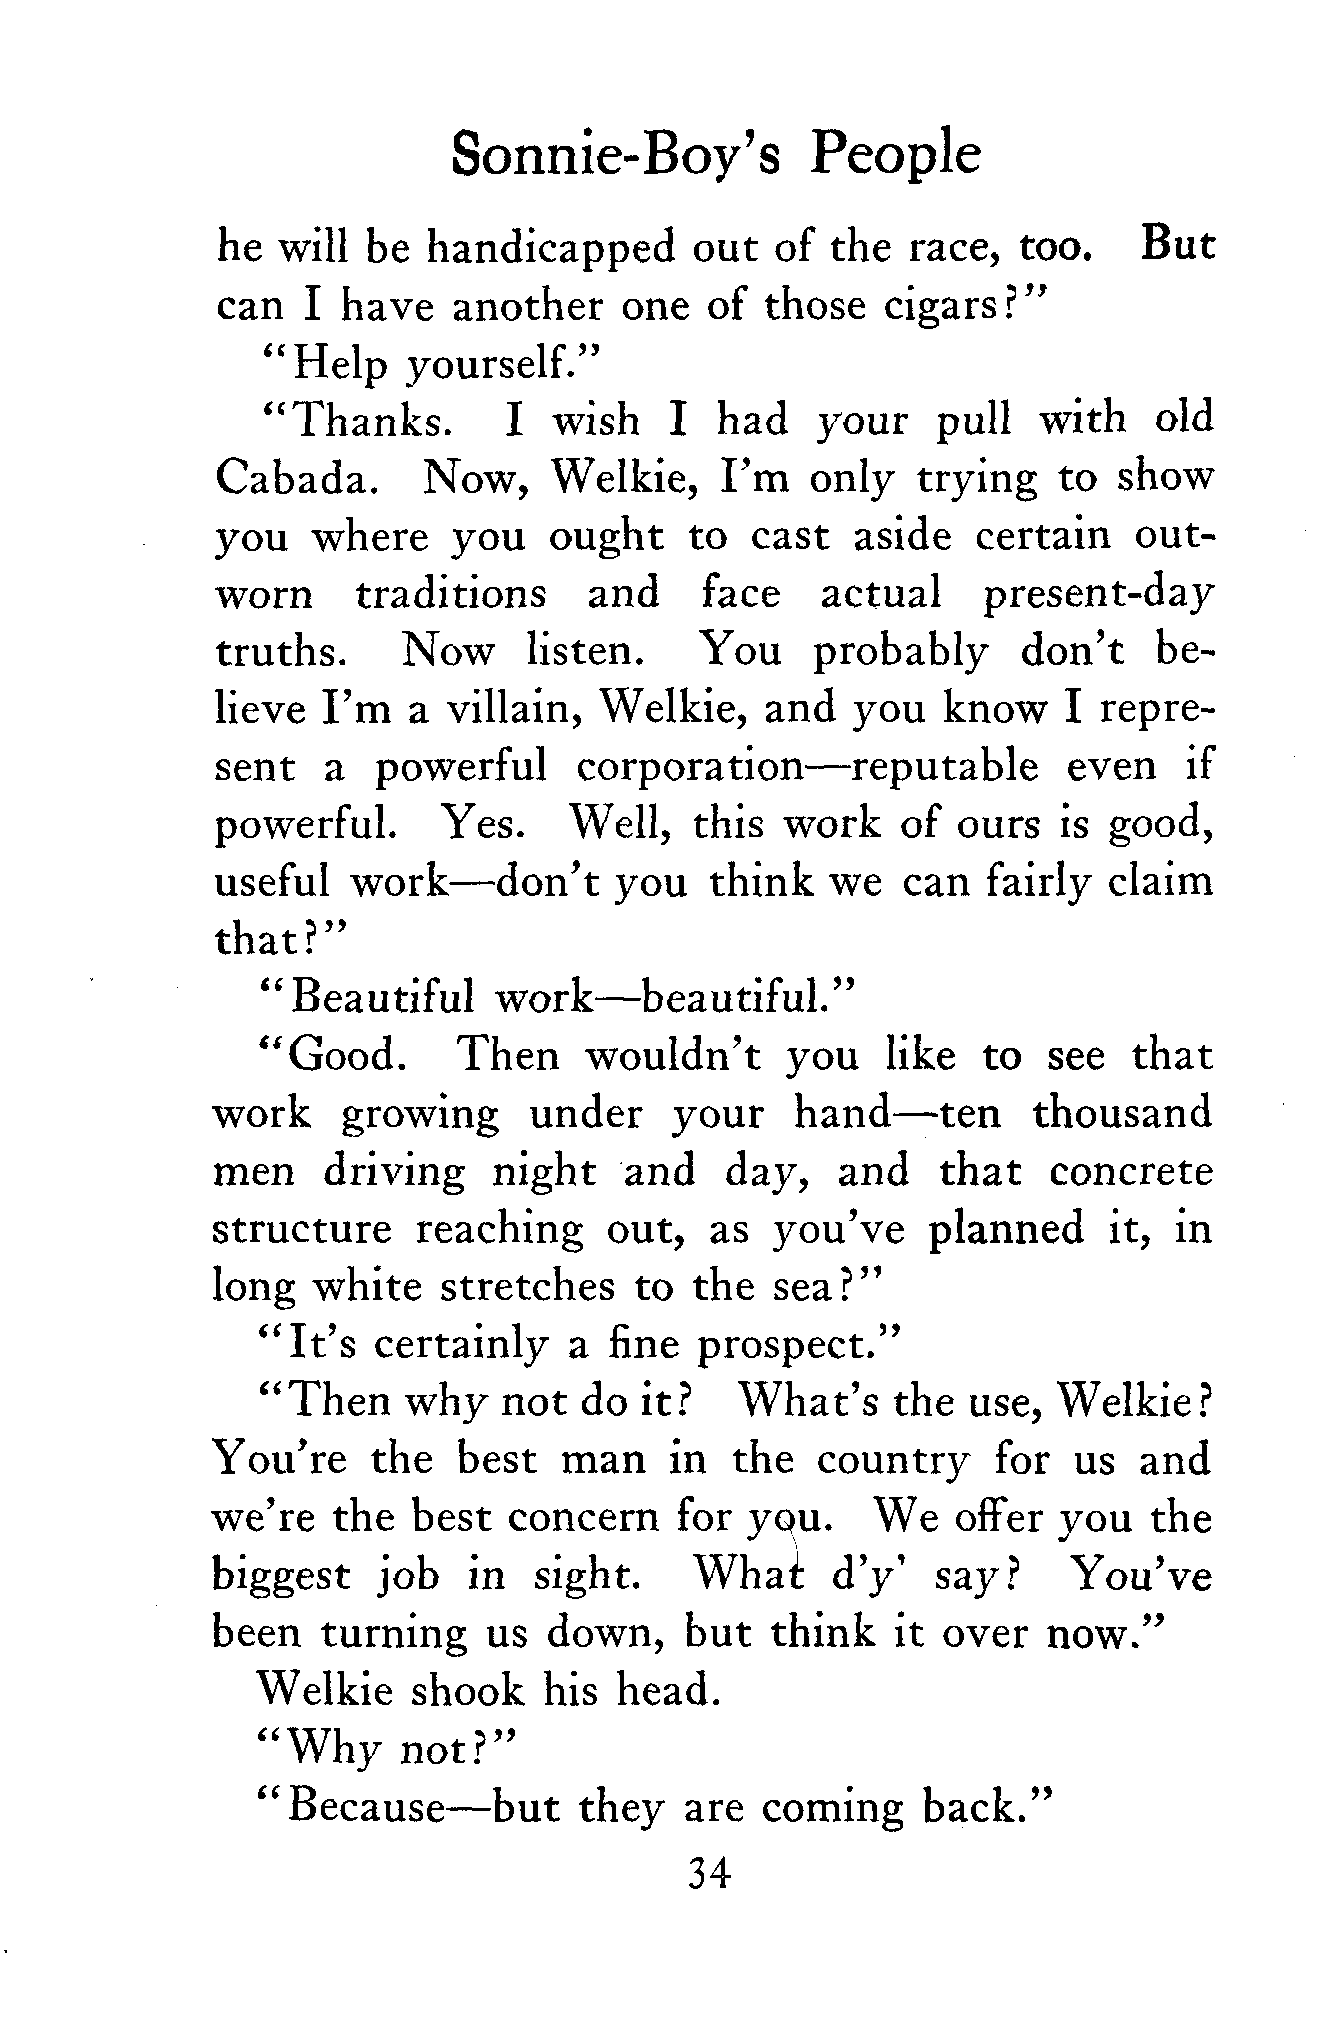 Sonnie-Boy's People
he will be handicapped out of the race, too. But
can I have another one of those cigars?"
"Help yourself."
"Thanks. I wish I had your pull with old
Cabada. Now, Welkie, I'm only trying to show
you where you ought to cast aside certain out-
worn traditions and face actual present-day
truths. Now listen. You probably don't be-
lieve I'm a villain, Welkie, and you know I repre-
sent a powerful corporation—reputable even if
powerful. Yes. Well, this work of ours is good,
useful work—don't you think we can fairly claim
that?"
"Beautiful work—beautiful."
"Good. Then wouldn't you like to see that
work growing under your hand—ten thousand
men driving night and day, and that concrete
structure reaching out, as you've planned it, in
long white stretches to the sea?"
"It's certainly a fine prospect."
"Then why not do it? What's the use, Welkie?
You're the best man in the country for us and
we're the best concern for you. We offer you the
biggest job in sight. What d'y' say? You've
been turning us down, but think it over now."
Welkie shook his head.
"Why not?"
"Because—but they are coming back."
34